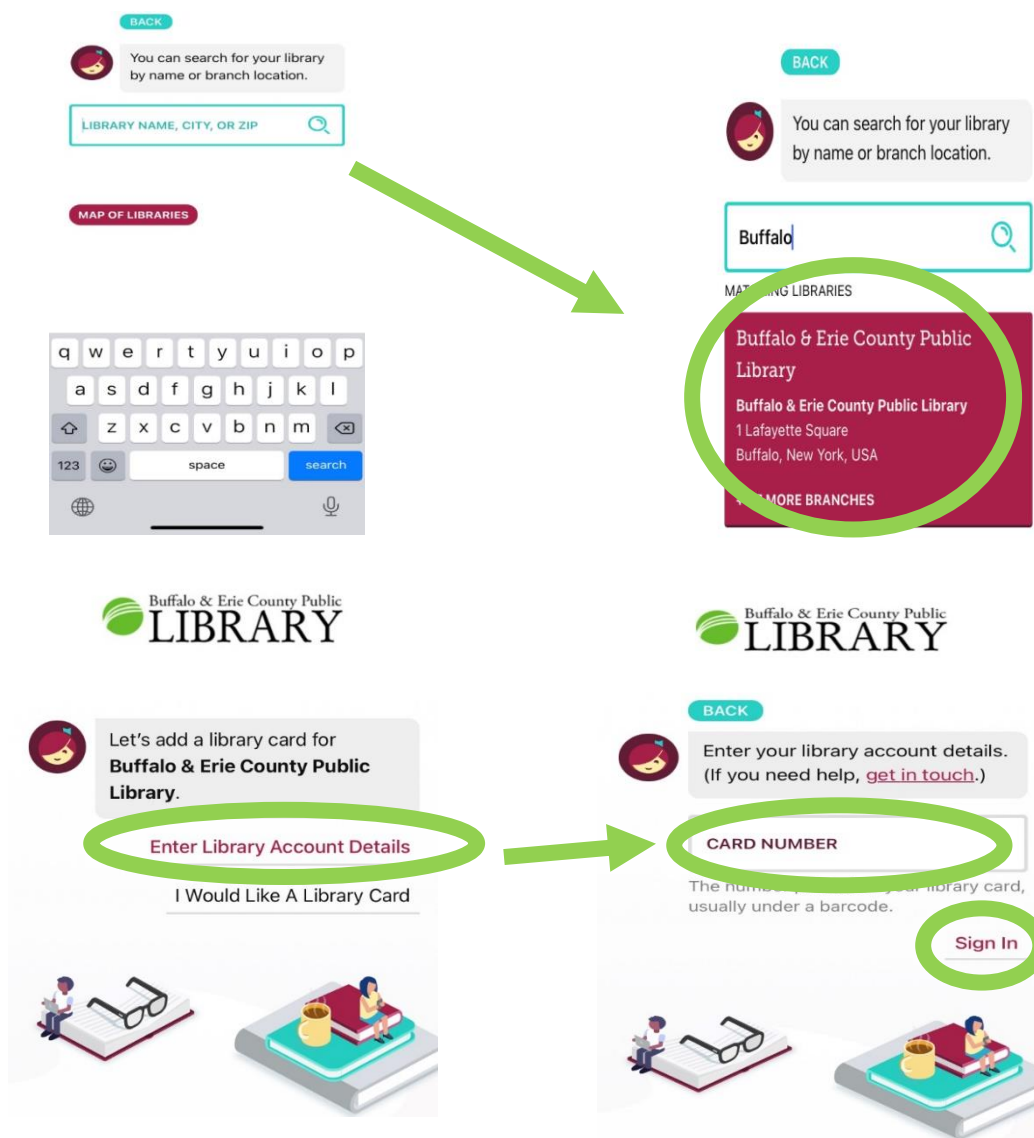 BACK
You can search for your library
by name or branch location.
LIBRARY NAME, CITY, OR ZIP
MAP OF LIBRARIES
q w e r t y u i o p
a s d f g h j k l
z x c v b n m
123 space search
BACK
You can search for your library
by name or branch location.
Buffalo
LIBRARIES
Buffalo & Erie County Public
Library
Buffalo & Erie County Public Library
1 Lafayette Square
Buffalo, New York, USA
MORE BRANCHES
Buffalo & Erie County Public
LIBRARY
Let's add a library card for
Buffalo & Erie County Public
Library.
Enter Library Account Details
I Would Like A Library Card
Buffalo & Erie County Public
LIBRARY
BACK
Enter your library account details.
(If you need help, get in touch.)
CARD NUMBER
The library card,
usually under a barcode.
Sign In